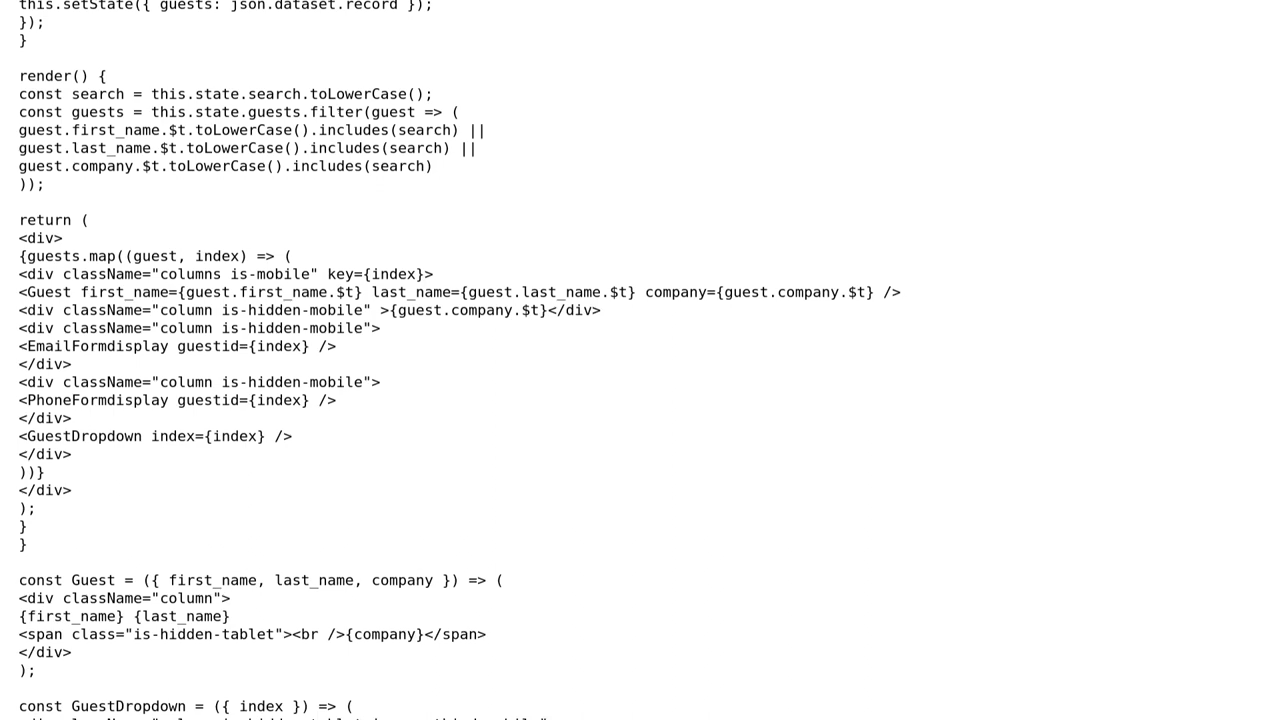 this.setState({ guests: json.dataset.record });
});
}

render() {
const search = this.state.search.toLowerCase();
const guests = this.state.guests.filter(guest => (
guest.first_name.$t.toLowerCase().includes(search) ||
guest.last_name.$t.toLowerCase().includes(search) ||
guest.company.$t.toLowerCase().includes(search)
));

return (
<div>
{guests.map((guest, index) => (
<div className="columns is-mobile" key={index}>
<Guest first_name={guest.first_name.$t} last_name={guest.last_name.$t} company={guest.company.$t} />
<div className="column is-hidden-mobile" >{guest.company.$t}</div>
<div className="column is-hidden-mobile">
<EmailFormdisplay guestid={index} />
</div>
<div className="column is-hidden-mobile">
<PhoneFormdisplay guestid={index} />
</div>
<GuestDropdown index={index} />
</div>
))}
</div>
);
}
}

const Guest = ({ first_name, last_name, company }) => (
<div className="column">
{first_name} {last_name}
<span class="is-hidden-tablet"><br />{company}</span>
</div>
);

const GuestDropdown = ({ index }) => (